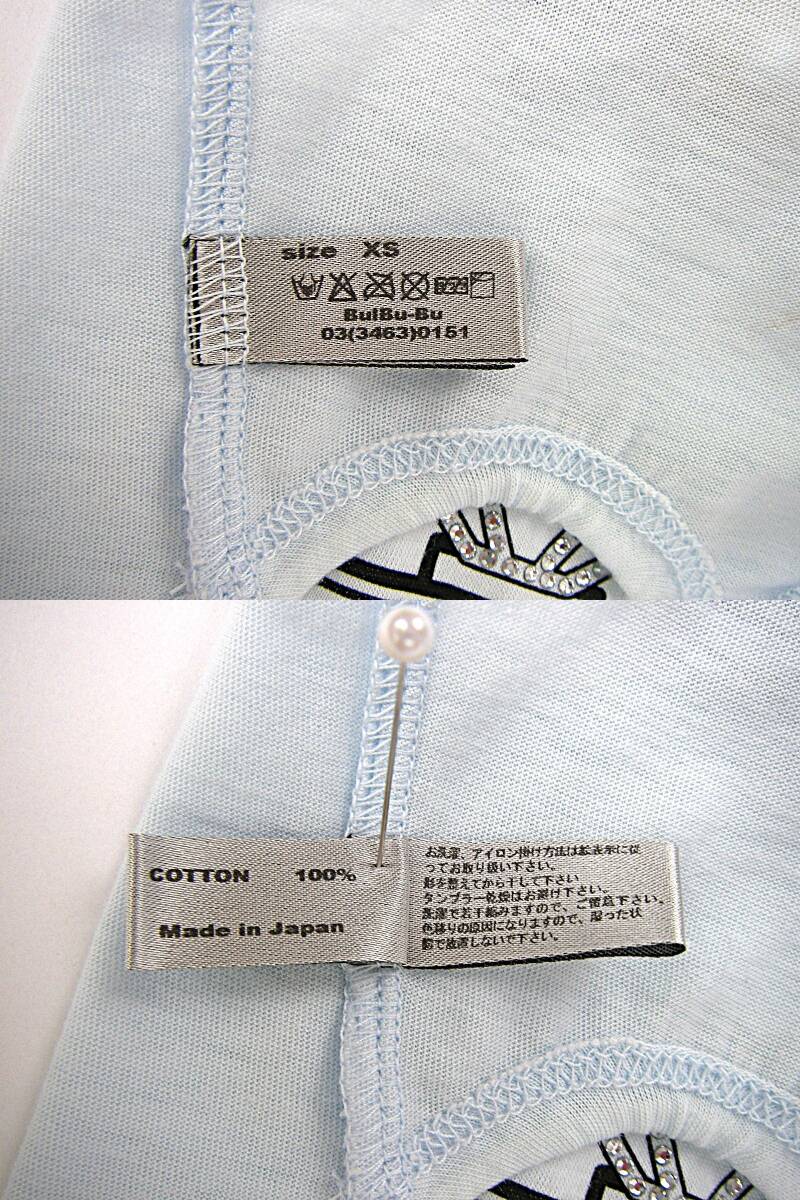 size XS
BulBu-Bu
03(3463)0151
COTTON 100%
Made in Japan
お洗濯、アイロン掛け方法は絵表示に従
ってお取り扱い下さい。
形を整えてから干して下さい
タンブラー乾燥はお避け下さい。
洗濯で若干縮みますので、ご留意下さい。
色移りの原因になりますので、湿った状
態で放置しないで下さい。